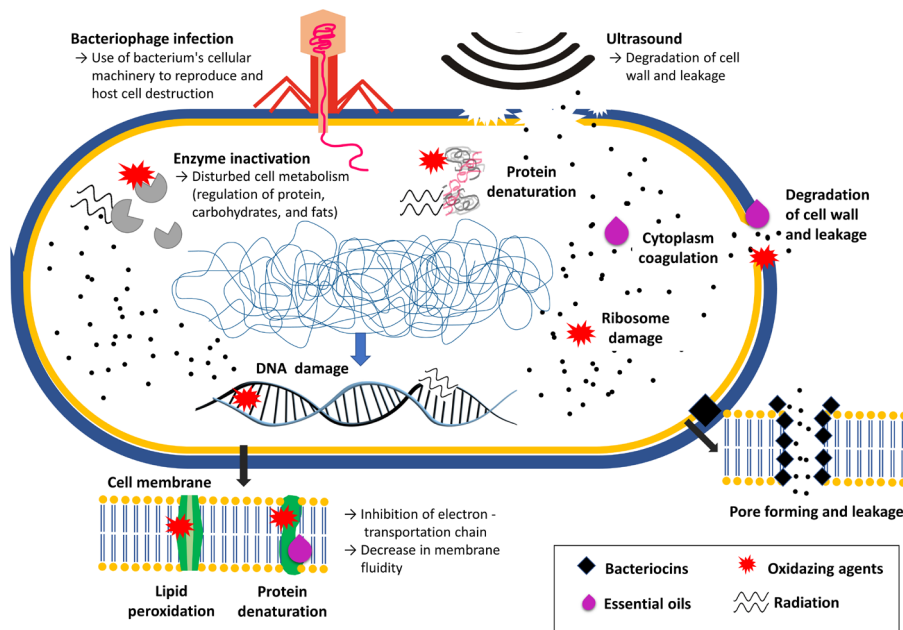 Bacteriophage infection
→ Use of bacterium's cellular
machinery to reproduce and
host cell destruction
Ultrasound
→ Degradation of cell
wall and leakage
Enzyme inactivation
→ Disturbed cell metabolism
(regulation of protein,
carbohydrates, and fats)
Protein
denaturation
Degradation
of cell wall
and leakage
Cytoplasm
coagulation
Ribosome
damage
DNA damage
Cell membrane
→ Inhibition of electron -
transportation chain
→ Decrease in membrane
fluidity
Lipid
peroxidation
Protein
denaturation
Pore forming and leakage
Bacteriocins
Oxidazing agents
Essential oils
Radiation